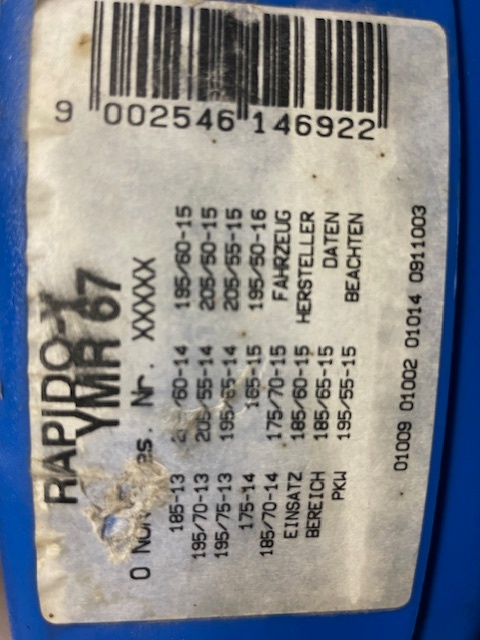 9 002546 146922
RAPIDO-V
YMR 67
O Nr. XXXXX
185-13 195/60-15
195/70-13 205/55-14 205/50-15
195/75-13 195/65-14 205/55-15
175-14 165-15 195/50-16
185/70-14 175/70-15 FAHRZEUG
EINSATZ 185/60-15 HERSTELLER
BEREICH 185/65-15 DATEN
PKW 195/55-15 BEACHTEN
01009 01002 01014 0911003